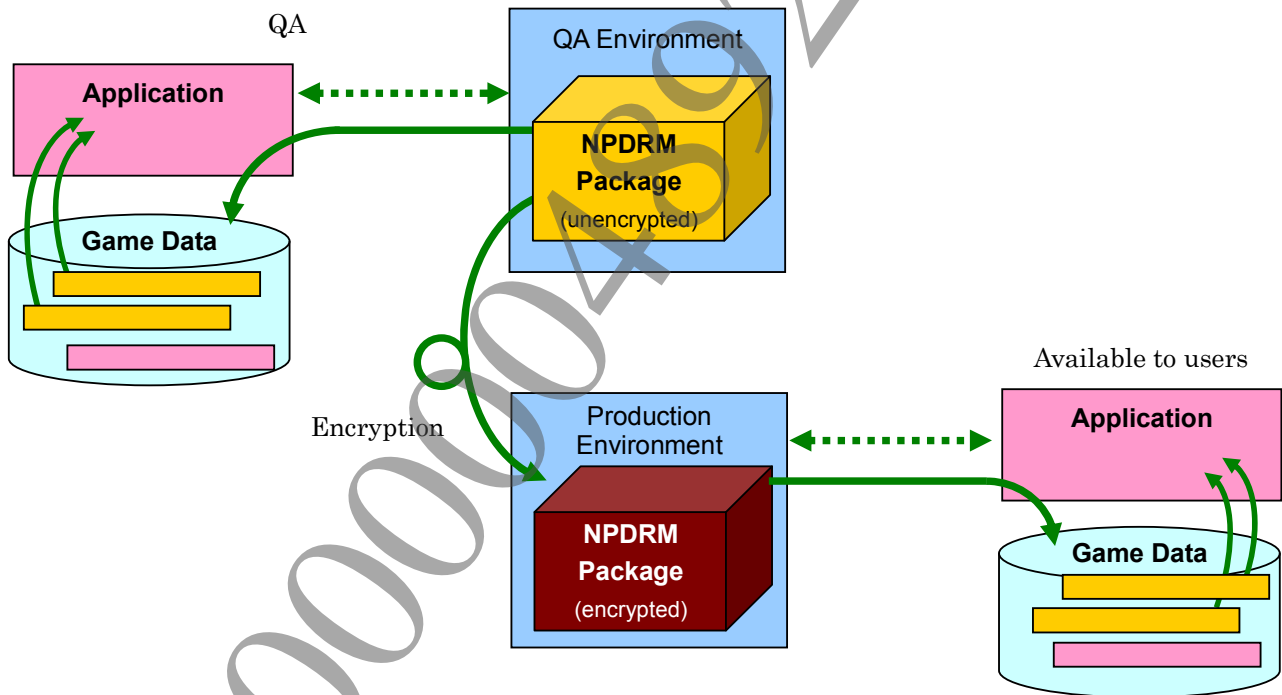 QA
QA Environment
Application
NPDRM
Package
(unencrypted)
Game Data
Encryption
Available to users
Production
Environment
Application
NPDRM
Package
(encrypted)
Game Data